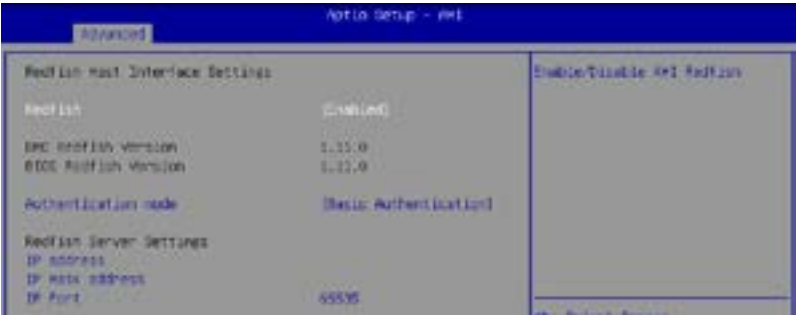 Aptio Setup - AMI
Advanced
Redfish Host Interface Settings
Redfish [Enabled]
BMC Redfish Version 1.11.0
BIOS Redfish Version 1.11.0
Authentication mode [Basic Authentication]
Redfish Server Settings
IP address
IP Mask address
IP Port 65535
Enable/Disable AMI Redfish